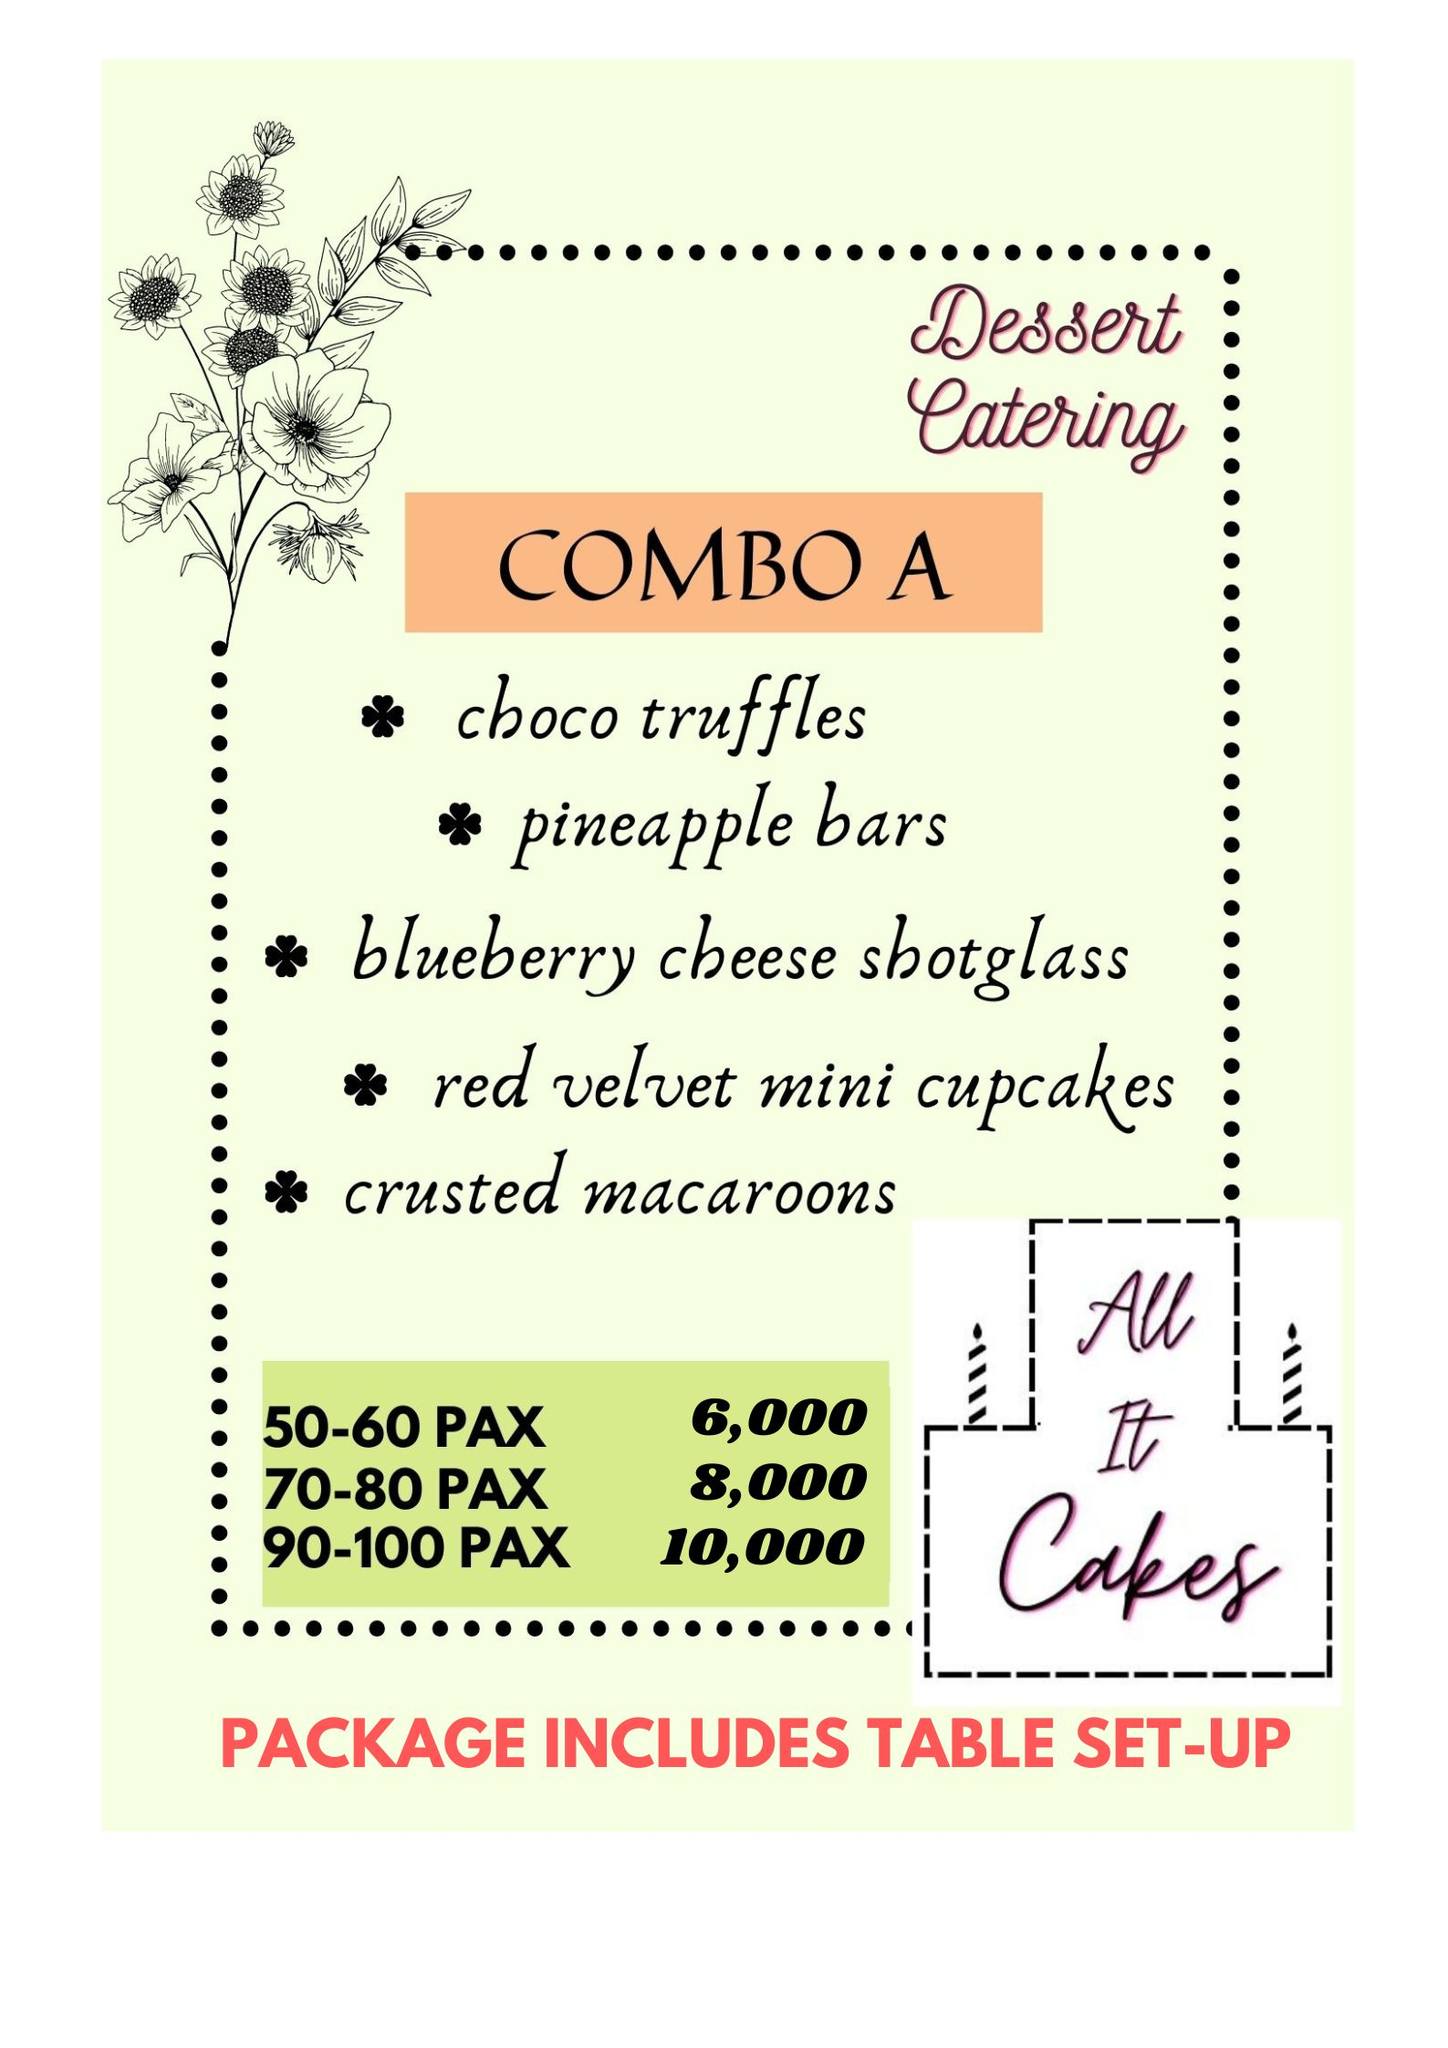 Dessert
Catering
COMBO A
choco truffles
pineapple bars
blueberry cheese shotglass
red velvet mini cupcakes
crusted macaroons
50-60 PAX 6,000
70-80 PAX 8,000
90-100 PAX 10,000
All
It
Cakes
PACKAGE INCLUDES TABLE SET-UP